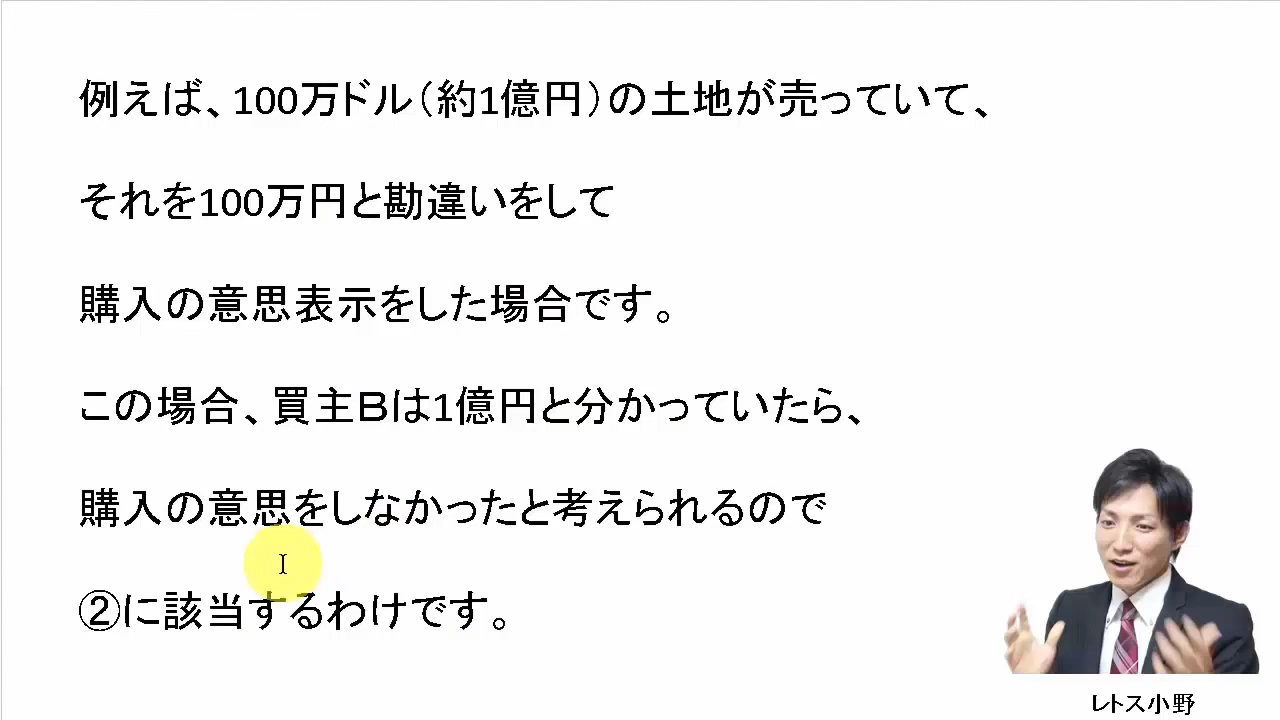 例えば、100万ドル（約1億円）の土地が売っていて、
それを100万円と勘違いをして
購入の意思表示をした場合です。
この場合、買主Ｂは1億円と分かっていたら、
購入の意思をしなかったと考えられるので
②に該当するわけです。
レトス小野